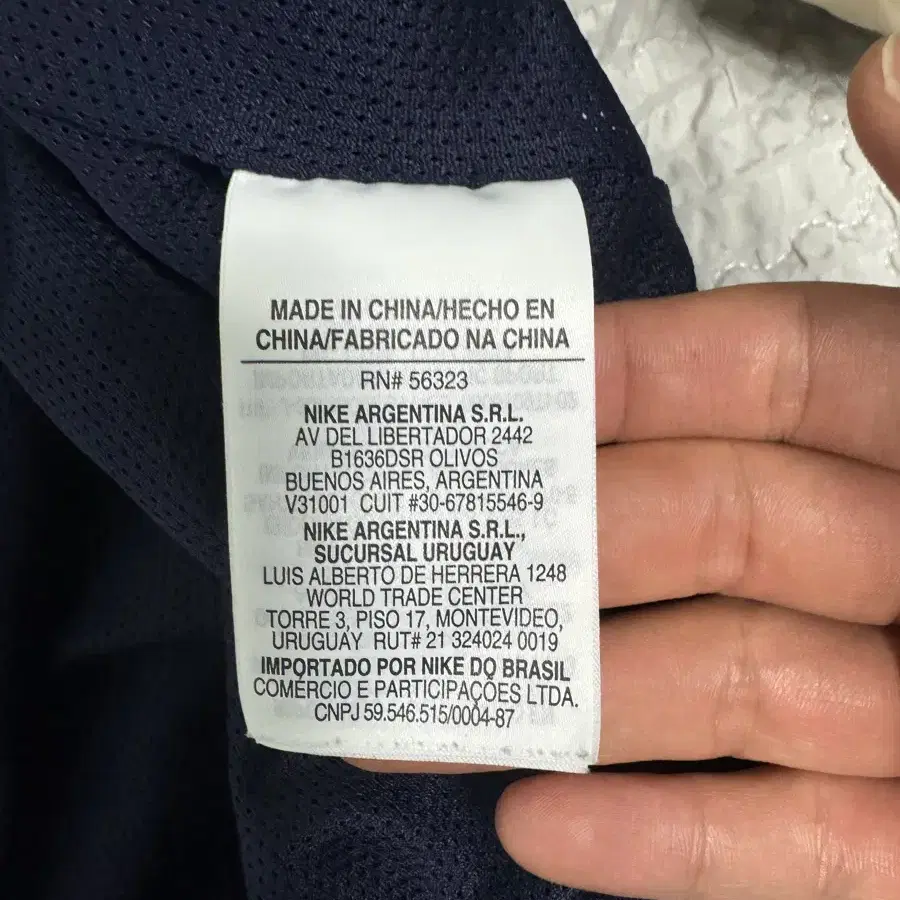 MADE IN CHINA/HECHO EN
CHINA/FABRICADO NA CHINA
RN# 56323
NIKE ARGENTINA S.R.L.
AV DEL LIBERTADOR 2442
B1636DSR OLIVOS
BUENOS AIRES, ARGENTINA
V31001 CUIT #30-67815546-9
NIKE ARGENTINA S.R.L.,
SUCURSAL URUGUAY
LUIS ALBERTO DE HERRERA 1248
WORLD TRADE CENTER
TORRE 3, PISO 17, MONTEVIDEO,
URUGUAY RUT# 21 324024 0019
IMPORTADO POR NIKE DO BRASIL
COMÉRCIO E PARTICIPAÇÕES LTDA.
CNPJ 59.546.515/0004-87